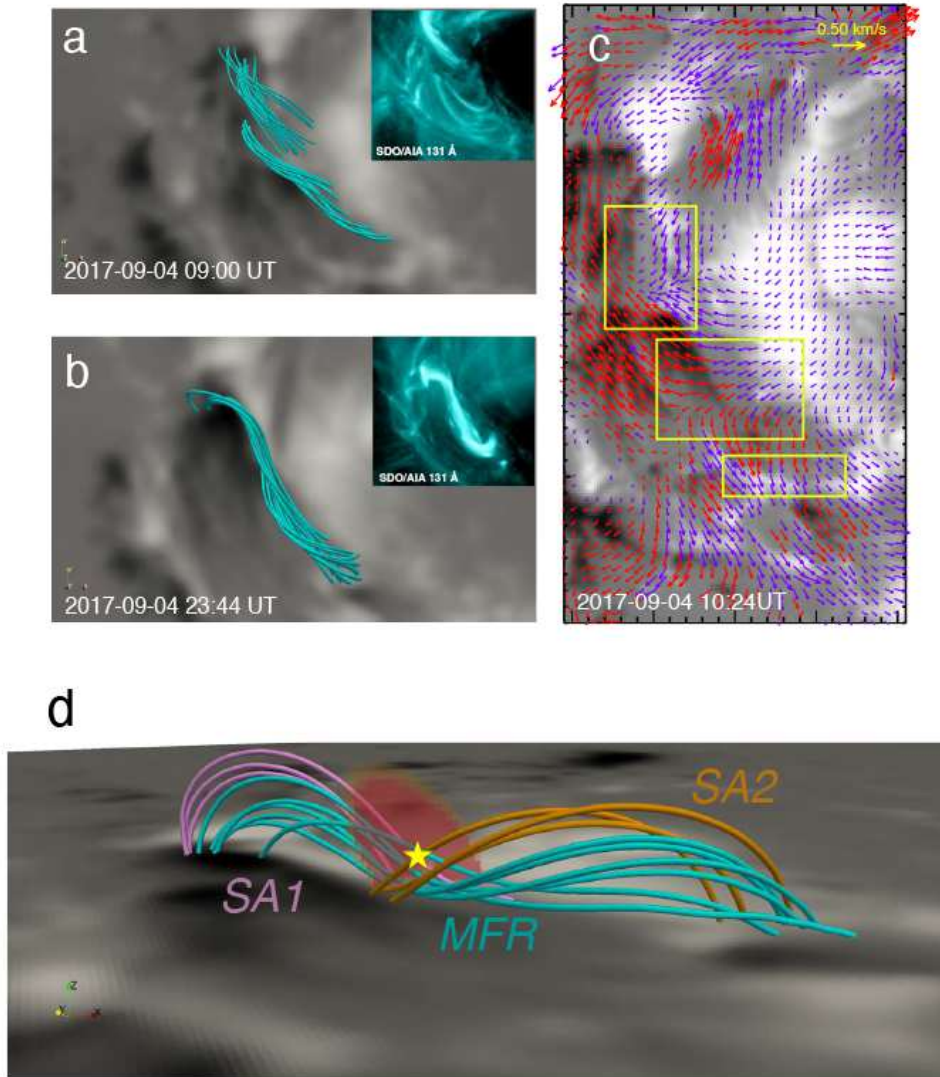 a
SDO/AIA 131 Å
2017-09-04 09:00 UT
b
SDO/AIA 131 Å
2017-09-04 23:44 UT
c
0.50 km/s
2017-09-04 10:24UT
d
SA1
MFR
SA2
Z
Y
X